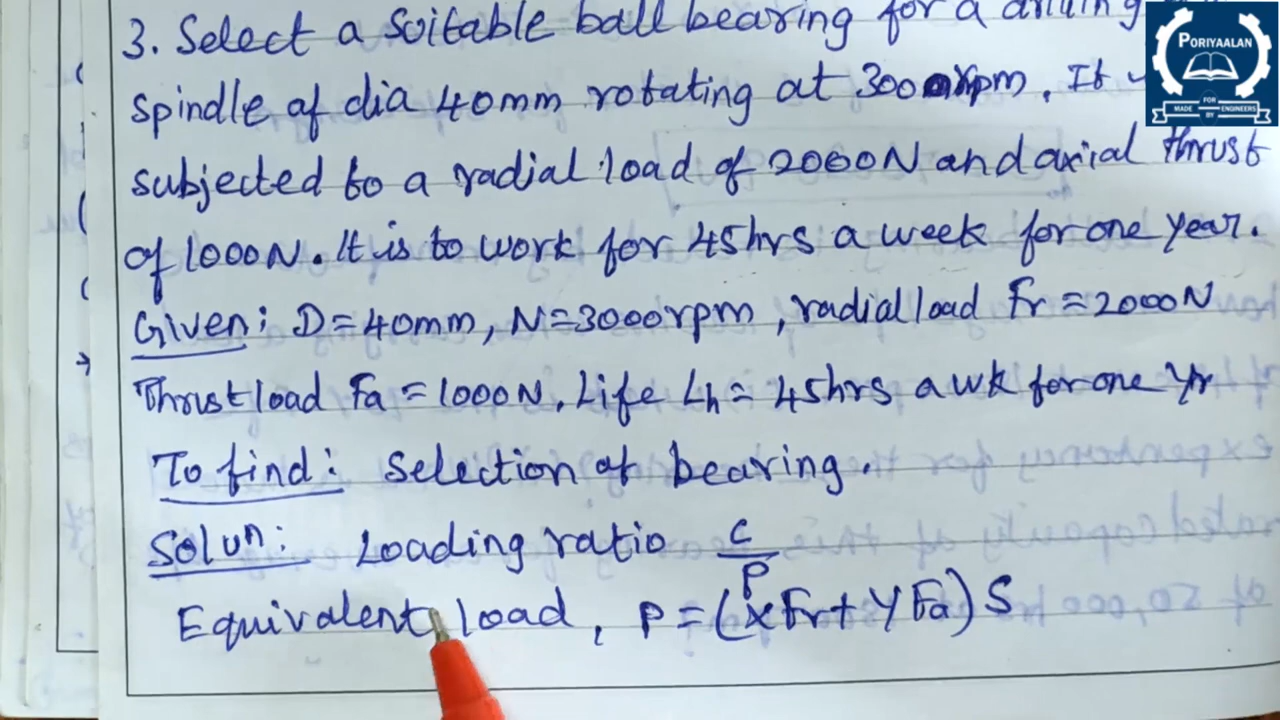 3. Select a soitable ball bearing for a
spindle of dia 40mm rotating at 3000rpm. It
subjected to a radial load of 2000N and axial thrust
of 1000N. It is to work for 45hrs a week for one year.
Given: D=40mm, N=3000rpm, radial load Fr=2000N
Thrust load Fa = 1000N. Life Lh = 45hrs a wk for one yr
To find: Selection of bearing.
Solun: Loading ratio C/P
Equivalent load, P = (xFr + yFa) S
PORIYAALAN
MADE FOR BY ENGINEERS